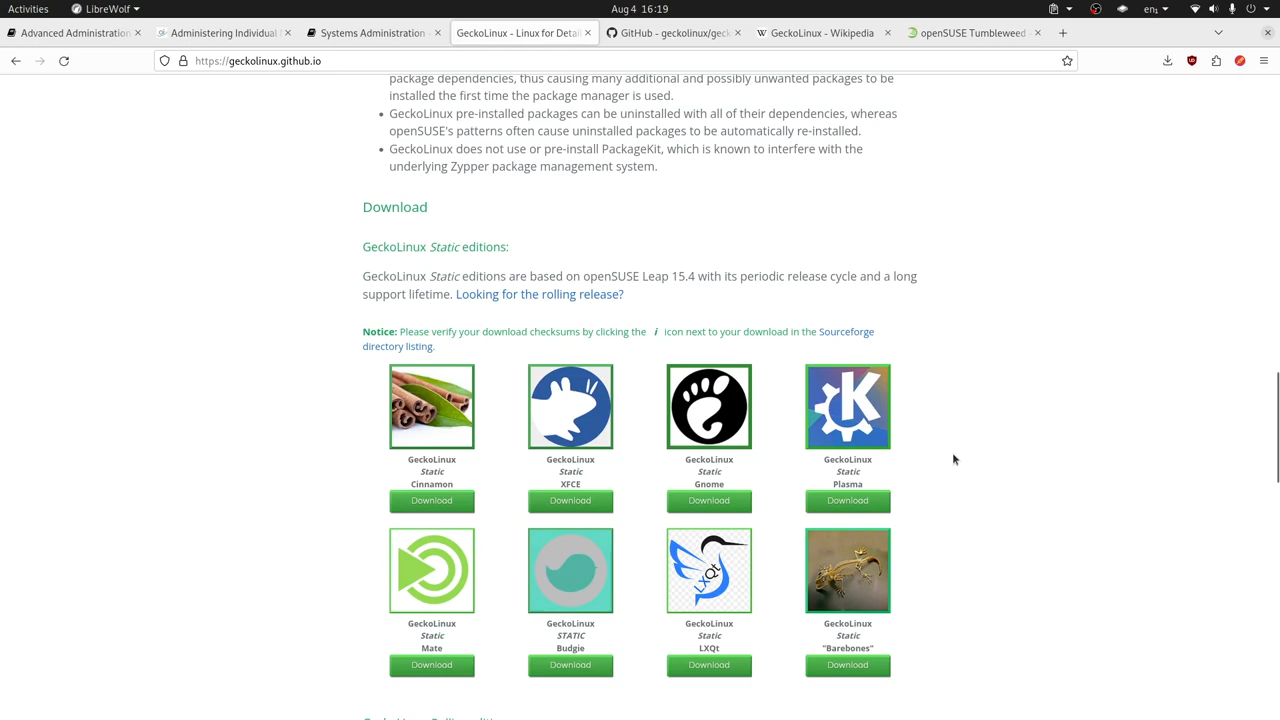 Activities
LibreWolf
Aug 4 16:19
en₁
Advanced Administration
Administering Individual
Systems Administration
GeckoLinux - Linux for Detai
GitHub - geckolinux/geck
GeckoLinux - Wikipedia
openSUSE Tumbleweed
https://geckolinux.github.io
package dependencies, thus causing many additional and possibly unwanted packages to be
installed the first time the package manager is used.
GeckoLinux pre-installed packages can be uninstalled with all of their dependencies, whereas
openSUSE's patterns often cause uninstalled packages to be automatically re-installed.
GeckoLinux does not use or pre-install PackageKit, which is known to interfere with the
underlying Zypper package management system.
Download
GeckoLinux Static editions:
GeckoLinux Static editions are based on openSUSE Leap 15.4 with its periodic release cycle and a long
support lifetime. Looking for the rolling release?
Notice: Please verify your download checksums by clicking the i icon next to your download in the Sourceforge
directory listing.
GeckoLinux
Static
Cinnamon
Download
GeckoLinux
Static
XFCE
Download
GeckoLinux
Static
Gnome
Download
GeckoLinux
Static
Plasma
Download
GeckoLinux
Static
Mate
Download
GeckoLinux
STATIC
Budgie
Download
LXQt
GeckoLinux
Static
LXQt
Download
GeckoLinux
Static
"Barebones"
Download